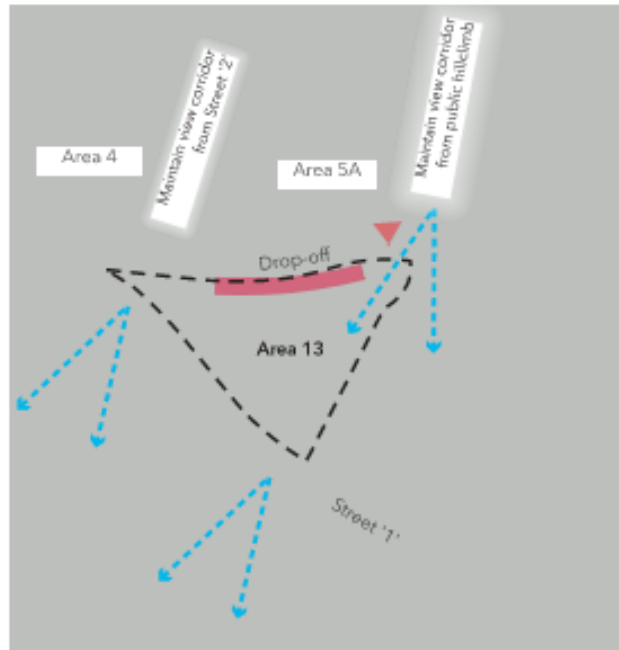 Maintain view corridor
from Street '2'
Maintain view corridor
from public hillclimb
Area 4
Area 5A
Drop-off
Area 13
Street '1'